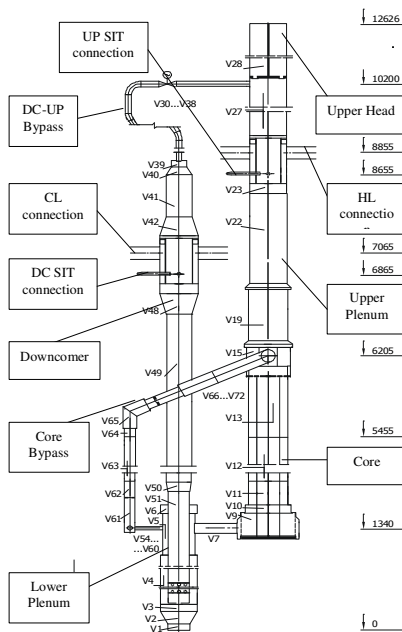 UP SIT
connection
12626
V28
10200
DC-UP
Bypass
V30...V38
V27
Upper Head
V39
8855
V40
8655
V23
V41
CL
connection
V42
V22
HL
connectio
..
7065
DC SIT
connection
6865
Upper
Plenum
V48
V19
Downcomer
V15
6205
V49
V66...V72
V65
V13
V64
Core
Bypass
5455
V63
V12
Core
V62
V50
V11
V51
V61
V6
V10
V5
V9
1340
V54...
...V60
V7
Lower
Plenum
V4
V3
V2
V1
0